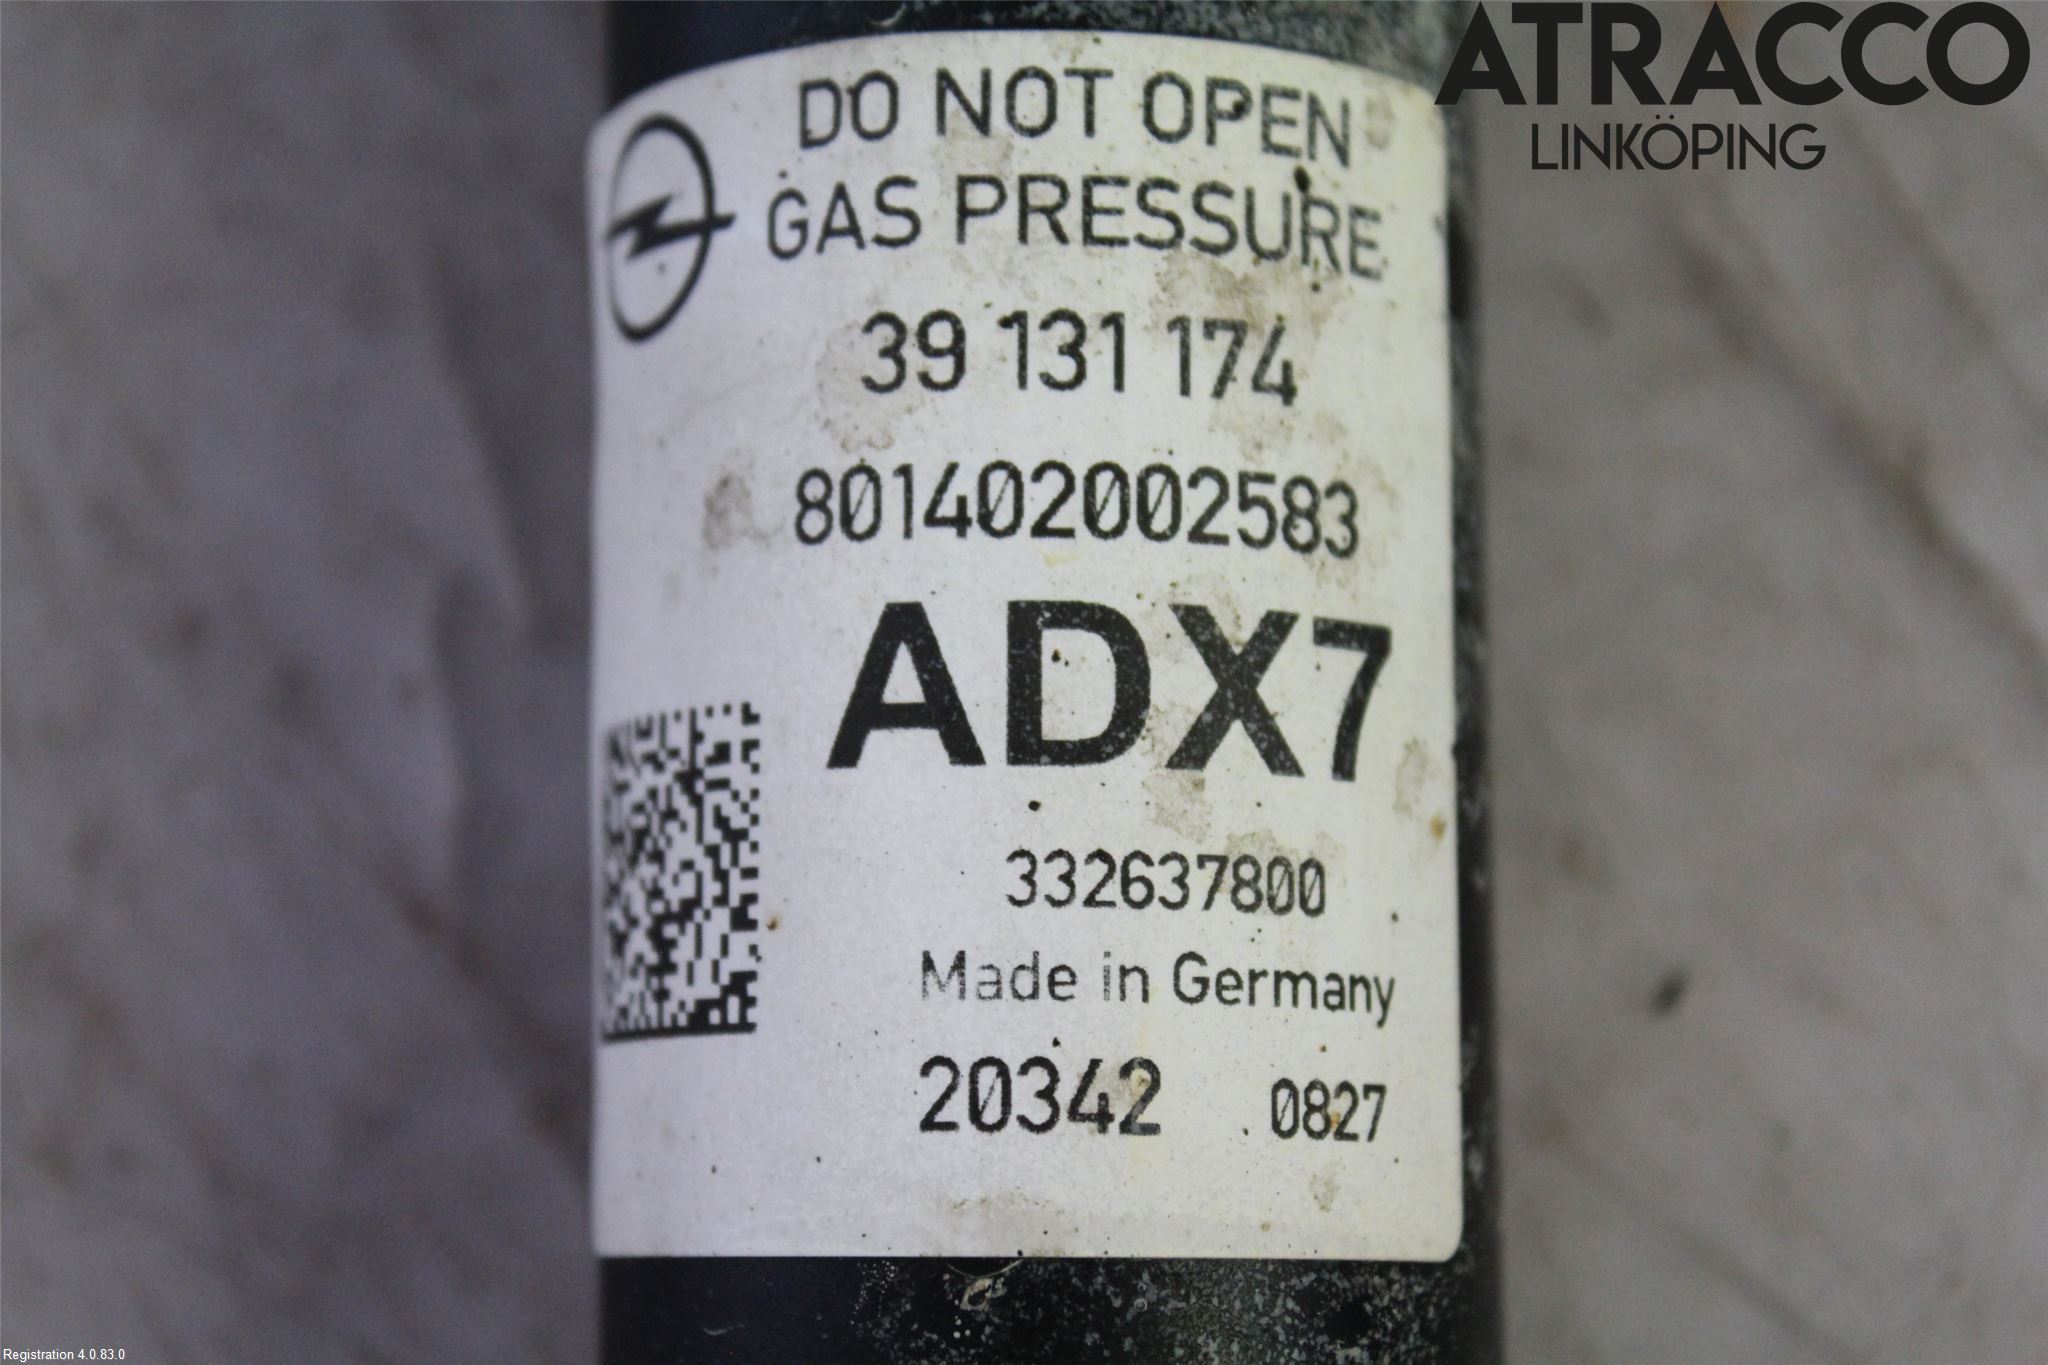 ATRACCO
LINKÖPING
DO NOT OPEN
GAS PRESSURE
39 131 174
8014020002583
ADX7
332637800
Made in Germany
20342 0827
Registration 4.0.83.0